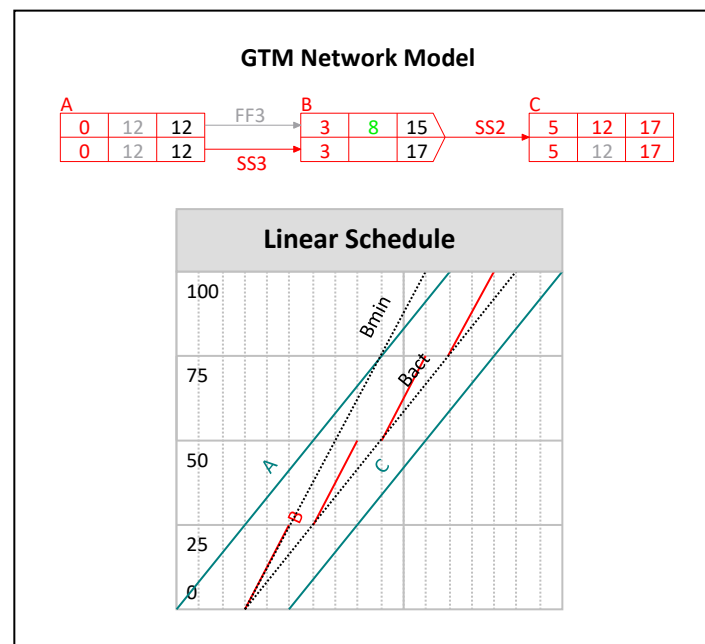 GTM Network Model
A B C
0 12 12 FF3 3 8 15 SS2 5 12 17
0 12 12 SS3 3 17 5 12 17
Linear Schedule
100
Bmin
75
Bact
50
A
C
B
25
0